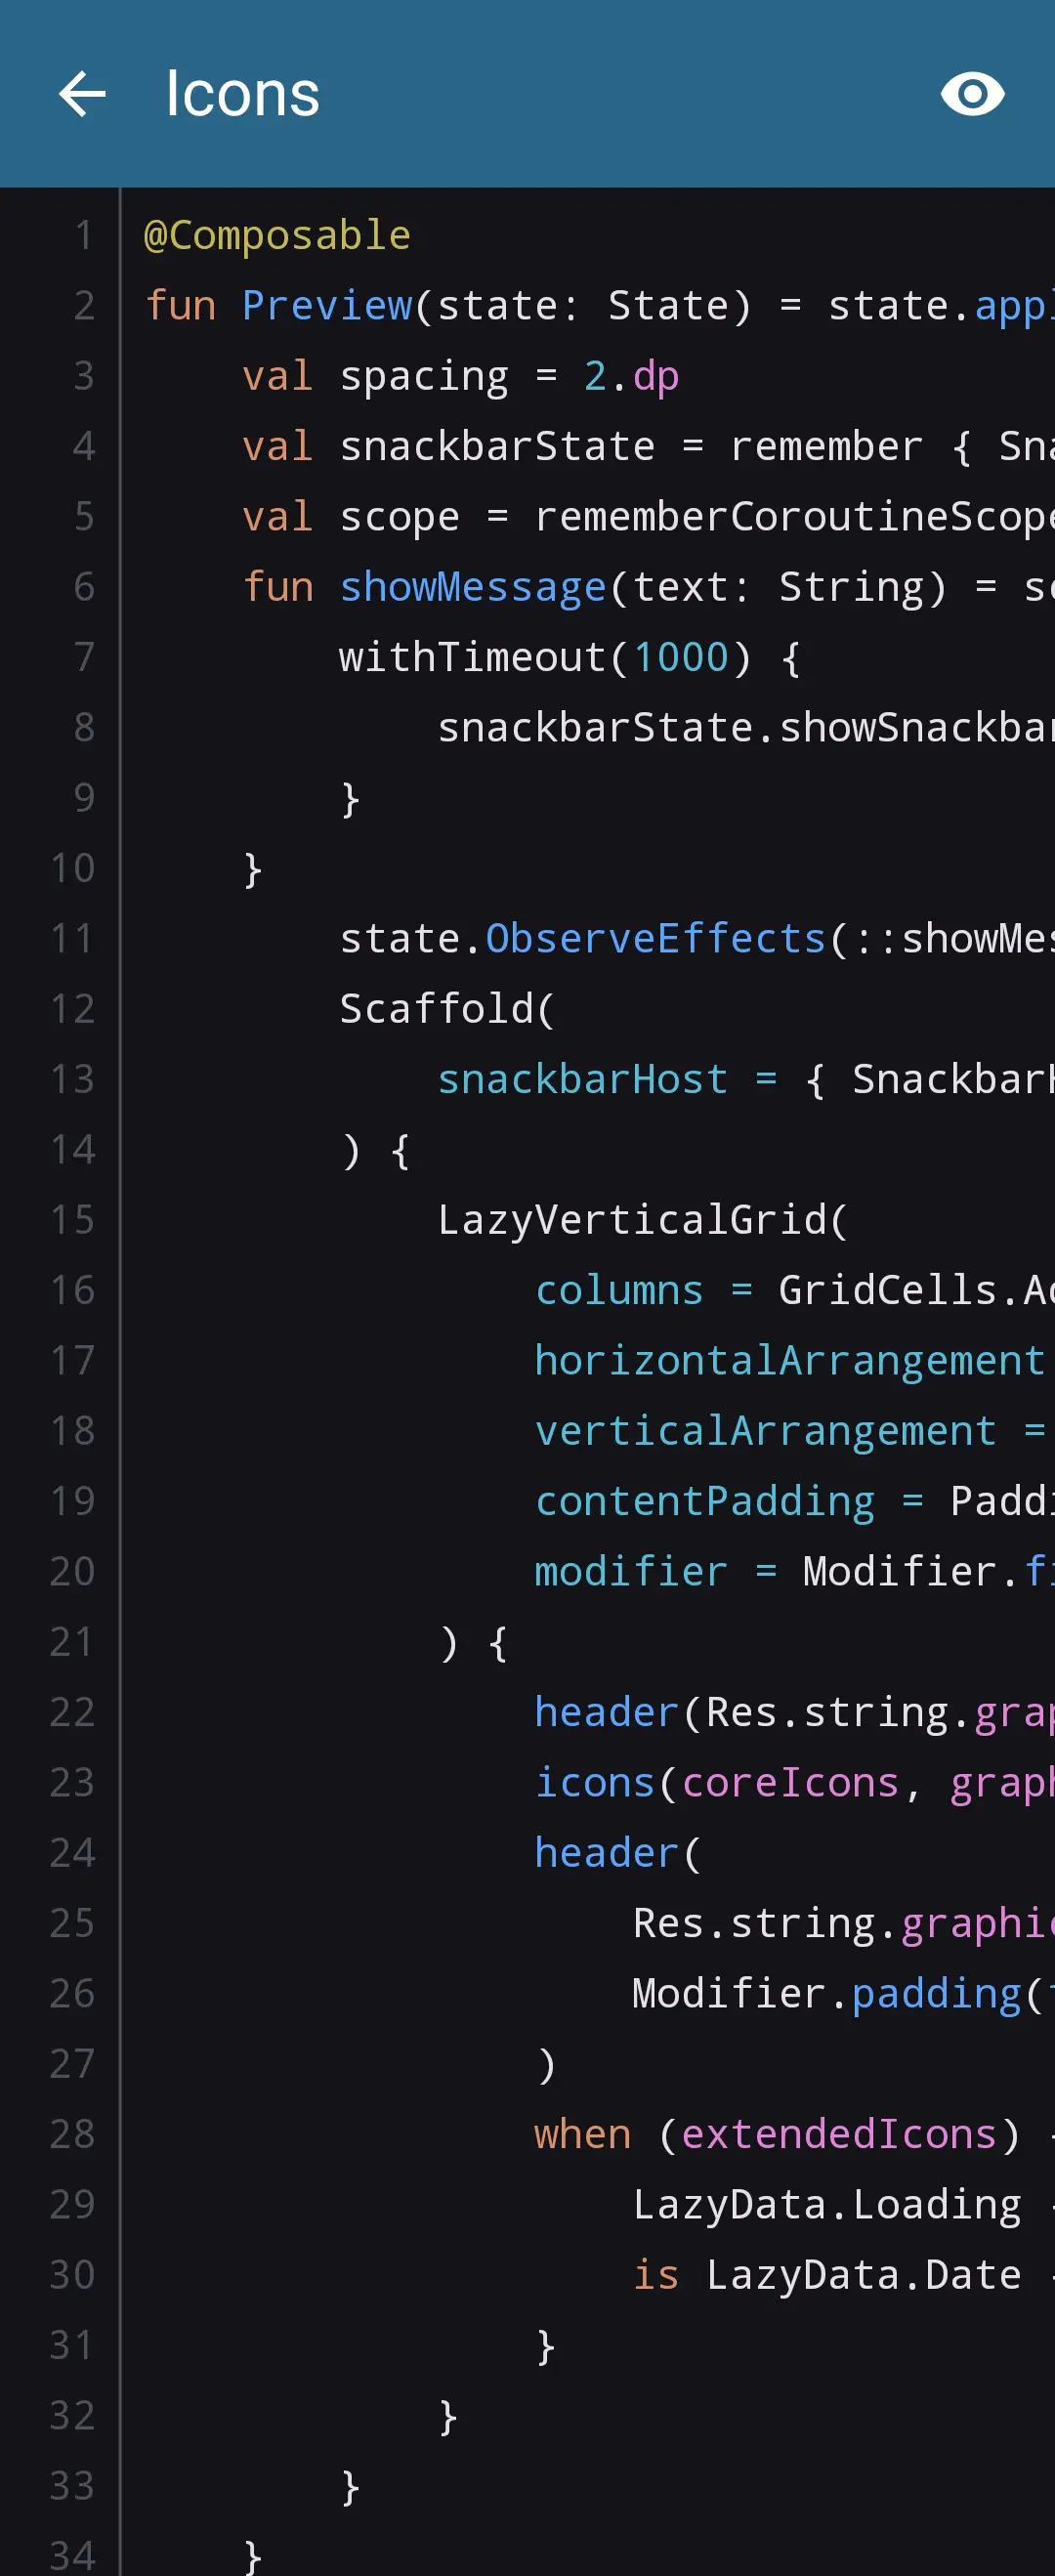 Icons
1 @Composable
2 fun Preview(state: State) = state.appl
3 val spacing = 2.dp
4 val snackbarState = remember { Sna
5 val scope = rememberCoroutineScope
6 fun showMessage(text: String) = sc
7 withTimeout(1000) {
8 snackbarState.showSnackbar
9 }
10 }
11 state.ObserveEffects(::showMes
12 Scaffold(
13 snackbarHost = { SnackbarH
14 ) {
15 LazyVerticalGrid(
16 columns = GridCells.Ad
17 horizontalArrangement
18 verticalArrangement =
19 contentPadding = Paddi
20 modifier = Modifier.fi
21 ) {
22 header(Res.string.grap
23 icons(coreIcons, graph
24 header(
25 Res.string.graphic
26 Modifier.padding(
27 )
28 when (extendedIcons)
29 LazyData.Loading
30 is LazyData.Date
31 }
32 }
33 }
34 }